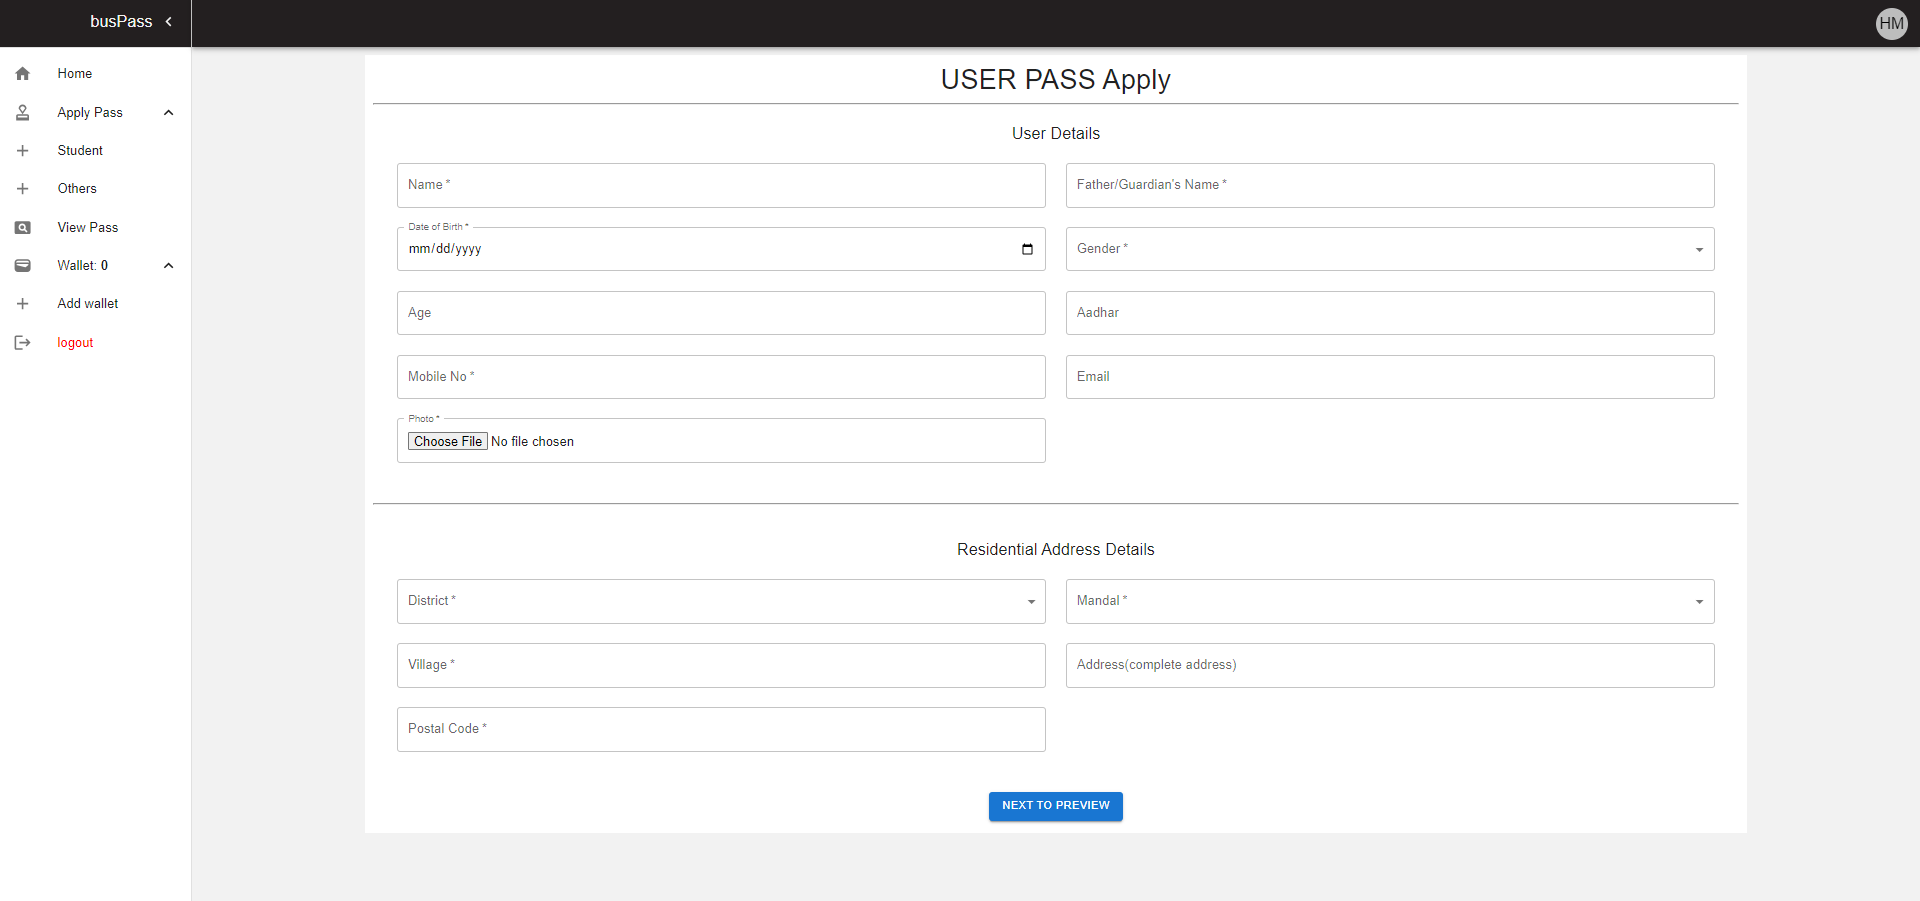 busPass
HM
Home
Apply Pass
Student
Others
View Pass
Wallet: 0
Add wallet
logout
USER PASS Apply
User Details
Name *
Father/Guardian's Name *
Date of Birth *
mm/dd/yyyy
Gender *
Age
Aadhar
Mobile No *
Email
Photo *
Choose File No file chosen
Residential Address Details
District *
Mandal *
Village *
Address(complete address)
Postal Code *
NEXT TO PREVIEW